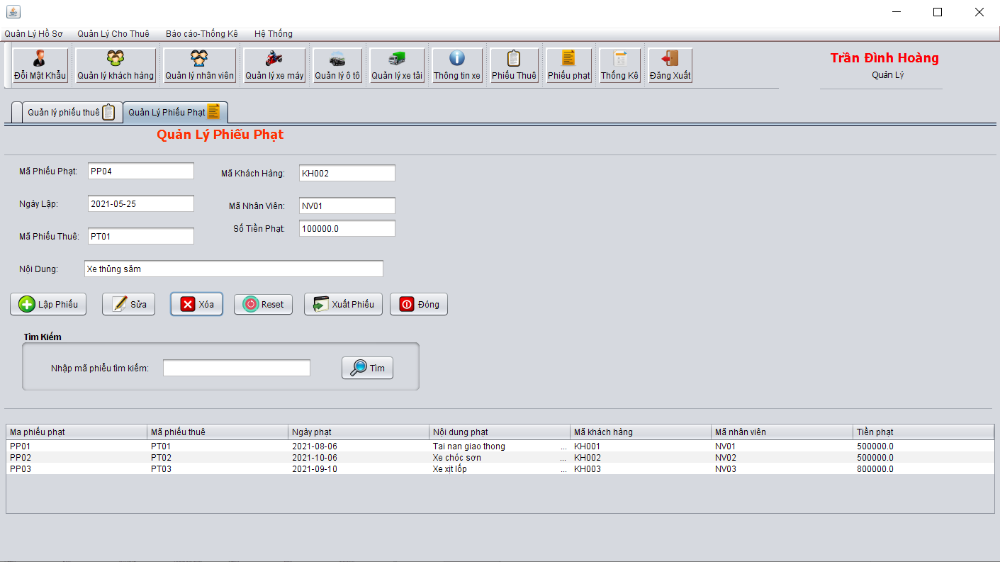 Quản Lý Hồ Sơ Quản Lý Cho Thuê Báo cáo-Thống Kê Hệ Thống
Đổi Mật Khẩu Quản lý khách hàng Quản lý nhân viên Quản lý xe máy Quản lý ô tô Quản lý xe tải Thông tin xe Phiếu Thuê Phiếu phạt Thống Kê Đăng Xuất
Trần Đình Hoàng
Quản Lý
Quản lý phiếu thuê Quản Lý Phiếu Phạt
Quản Lý Phiếu Phạt
Mã Phiếu Phạt: PP04 Mã Khách Hàng: KH002
Ngày Lập: 2021-05-25 Mã Nhân Viên: NV01
Số Tiền Phạt: 100000.0
Mã Phiếu Thuê: PT01
Nội Dung: Xe thủng săm
Lập Phiếu Sửa Xóa Reset Xuất Phiếu Đóng
Tìm Kiếm
Nhập mã phiếu tìm kiếm: Tìm
Ma phiếu phạt Mã phiếu thuê Ngày phạt Nội dung phạt Mã khách hàng Mã nhân viên Tiền phạt
PP01 PT01 2021-08-06 Tai nan giao thong ... KH001 NV01 500000.0
PP02 PT02 2021-10-06 Xe chóc sơn ... KH002 NV02 500000.0
PP03 PT03 2021-09-10 Xe xịt lốp ... KH003 NV03 800000.0